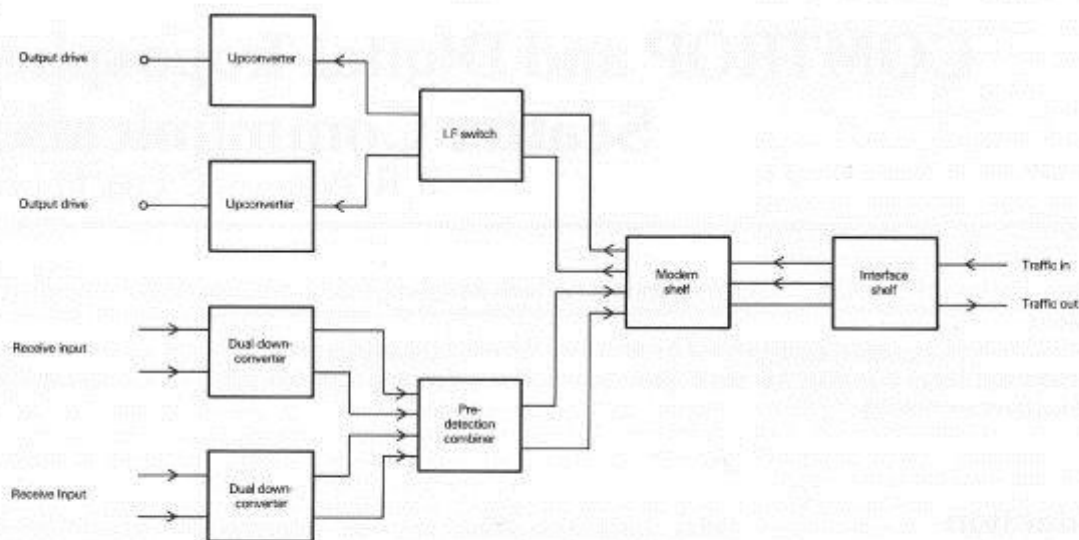 Output drive
Upconverter
I.F switch
Output drive
Upconverter
Modem
shelf
Interface
shelf
Traffic in
Traffic out
Receive input
Dual down-
converter
Pre-
detection
combiner
Receive Input
Dual down-
converter